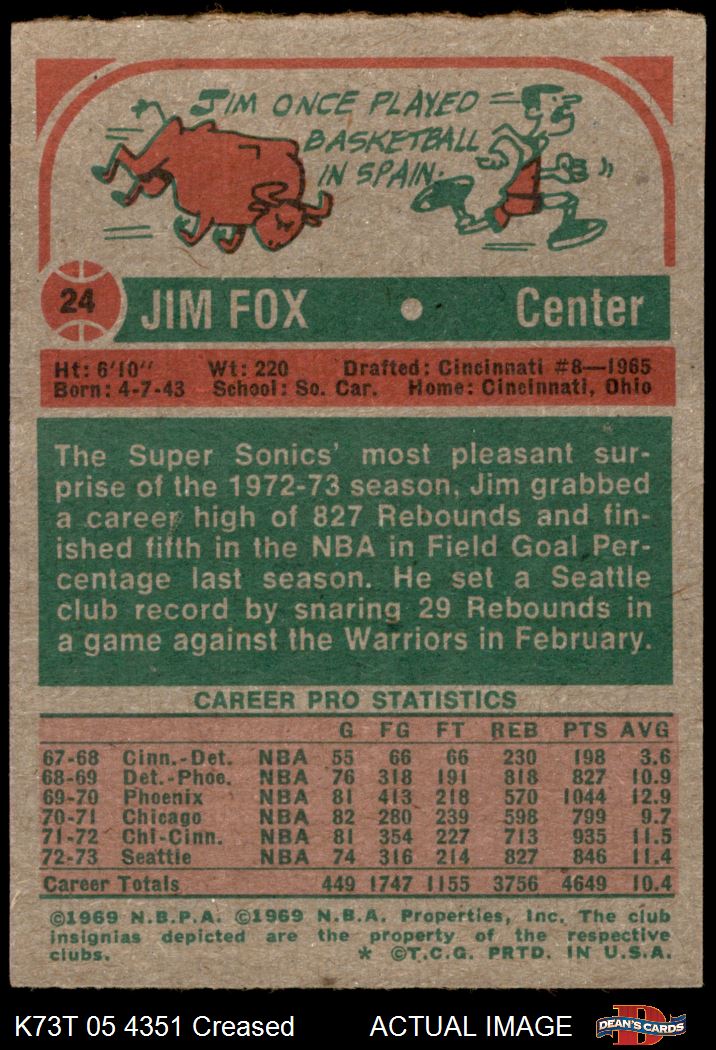 JIM ONCE PLAYED
BASKETBALL
IN SPAIN.
24
JIM FOX • Center
Ht: 6'10" Wt: 220 Drafted: Cincinnati #8—1965
Born: 4-7-43 School: So. Car. Home: Cincinnati, Ohio
The Super Sonics' most pleasant sur-
prise of the 1972-73 season, Jim grabbed
a career high of 827 Rebounds and fin-
ished fifth in the NBA in Field Goal Per-
centage last season. He set a Seattle
club record by snaring 29 Rebounds in
a game against the Warriors in February.
CAREER PRO STATISTICS
G FG FT REB PTS AVG
67-68 Cinn.-Det. NBA 55 66 66 230 198 3.6
68-69 Det.-Phoe. NBA 76 318 191 818 827 10.9
69-70 Phoenix NBA 81 413 218 570 1044 12.9
70-71 Chicago NBA 82 280 239 598 799 9.7
71-72 Chi-Cinn. NBA 81 354 227 713 935 11.5
72-73 Seattle NBA 74 316 214 827 846 11.4
Career Totals 449 1747 1155 3756 4649 10.4
©1969 N.B.P.A. ©1969 N.B.A. Properties, Inc. The club
insignias depicted are the property of the respective
clubs. * ©T.C.G. PRTD. IN U.S.A.
K73T 05 4351 Creased ACTUAL IMAGE DEAN'S CARDS